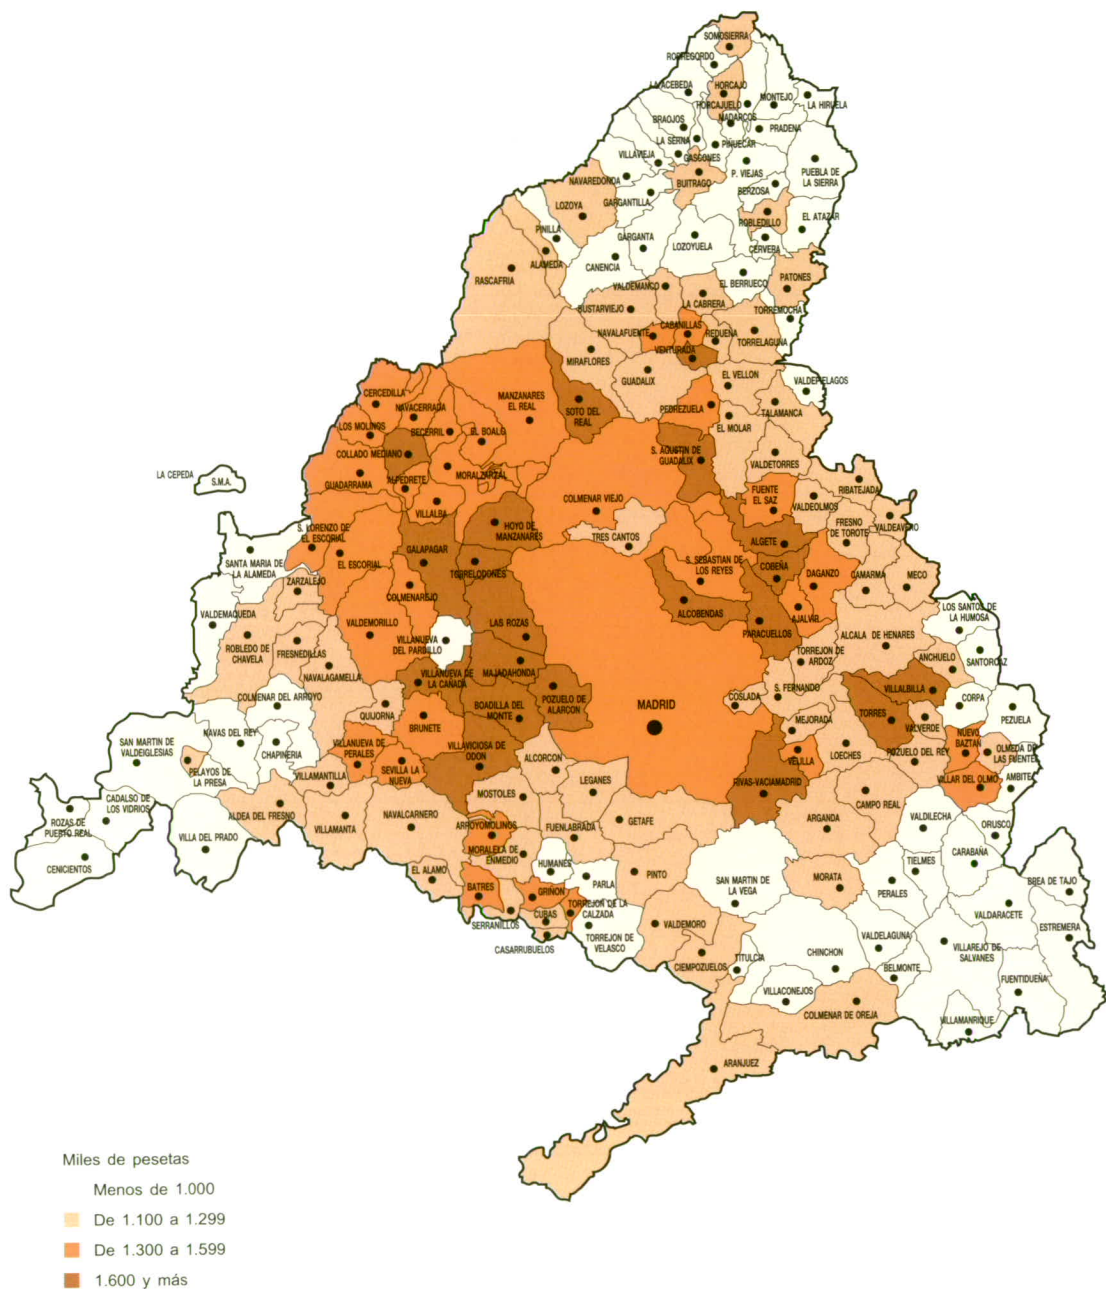 SOMOSIERRA
ROBREGORDO
LA ACEBEDA
HORCAJO
HORCAJUELO
MONTEJO
LA HIRUELA
BRAOJOS
MADARCOS
PRADENA
LA SERNA
PIÑUECAR
VILLAVIEJA
GASCONES
P. VIEJAS
PUEBLA DE
LA SIERRA
NAVAREDONDA
BUITRAGO
BERZOSA
GARGANTILLA
LOZOYA
ROBLEDILLO
EL ATAZAR
PINILLA
GARGANTA
LOZOYUELA
CERVERA
ALAMEDA
CANENCIA
RASCAFRIA
EL BERRUECO
PATONES
VALDEMANCO
LA CABRERA
BUSTARVIEJO
TORREMOCHA
NAVALAFUENTE
CABANILLAS
REDUEÑA
TORRELAGUNA
VENTURADA
MIRAFLORES
GUADALIX
EL VELLON
VALDEPIELAGOS
CERCEDILLA
NAVACERRADA
MANZANARES
EL REAL
SOTO DEL
REAL
PEDREZUELA
TALAMANCA
LOS MOLINOS
BECERRIL
EL BOALO
EL MOLAR
COLLADO MEDIANO
S. AGUSTIN DE
GUADALIX
VALDETORRES
LA CEPEDA
S.M.A.
GUADARRAMA
ALPEDRETE
MORALZARZAL
RIBATEJADA
VILLALBA
COLMENAR VIEJO
FUENTE
EL SAZ
VALDEOLMOS
VALDEAVERO
S. LORENZO DE
EL ESCORIAL
HOYO DE
MANZANARES
TRES CANTOS
FRESNO
DE TOROTE
ALGETE
SANTA MARIA DE
LA ALAMEDA
EL ESCORIAL
GALAPAGAR
TORRELODONES
S. SEBASTIAN DE
LOS REYES
COBEÑA
DAGANZO
CAMARMA
MECO
ZARZALEJO
COLMENAREJO
ALCOBENDAS
AJALVIR
LOS SANTOS DE
LA HUMOSA
VALDEMAQUEDA
VALDEMORILLO
LAS ROZAS
PARACUELLOS
ALCALA DE HENARES
ROBLEDO DE
CHAVELA
FRESNEDILLAS
VILLANUEVA
DEL PARDILLO
TORREJON DE
ARDOZ
SANTORCAZ
NAVALAGAMELLA
MAJADAHONDA
ANCHUELO
VILLANUEVA DE
LA CAÑADA
POZUELO DE
ALARCON
VILLALBILLA
COLMENAR DEL ARROYO
MADRID
COSLADA
S. FERNANDO
CORPA
QUIJORNA
BOADILLA DEL
MONTE
TORRES
VALVERDE
PEZUELA
BRUNETE
MEJORADA
NUEVO
BAZTAN
NAVAS DEL REY
CHAPINERIA
VILLANUEVA DE
PERALES
VILLAVICIOSA DE
ODON
VELILLA
LOECHES
POZUELO DEL REY
OLMEDA DE
LAS FUENTES
SAN MARTIN DE
VALDEIGLESIAS
PELAYOS DE
LA PRESA
SEVILLA LA
NUEVA
ALCORCON
VILLAMANTILLA
LEGANES
RIVAS-VACIAMADRID
VILLAR DEL OLMO
AMBITE
CADALSO DE
LOS VIDRIOS
MOSTOLES
CAMPO REAL
ROZAS DE
PUERTO REAL
ALDEA DEL FRESNO
VILLAMANTA
NAVALCARNERO
GETAFE
ARGANDA
VALDILECHA
ORUSCO
VILLA DEL PRADO
ARROYOMOLINOS
FUENLABRADA
MORALEJA DE
ENMEDIO
CARABAÑA
CENICIENTOS
HUMANES
TIELMES
EL ALAMO
PARLA
PINTO
SAN MARTIN DE
LA VEGA
MORATA
PERALES
BREA DE TAJO
BATRES
GRIÑON
TORREJON DE LA
CALZADA
VALDARACETE
SERRANILLOS
CUBAS
VALDEMORO
ESTREMERA
CASARRUBUELOS
TORREJON DE
VELASCO
VALDELAGUNA
VILLAREJO DE
SALVANES
CIEMPOZUELOS
TITULCIA
CHINCHON
BELMONTE
FUENTIDUEÑA
VILLACONEJOS
COLMENAR DE OREJA
VILLAMANRIQUE
ARANJUEZ
Miles de pesetas
Menos de 1.000
De 1.100 a 1.299
De 1.300 a 1.599
1.600 y más